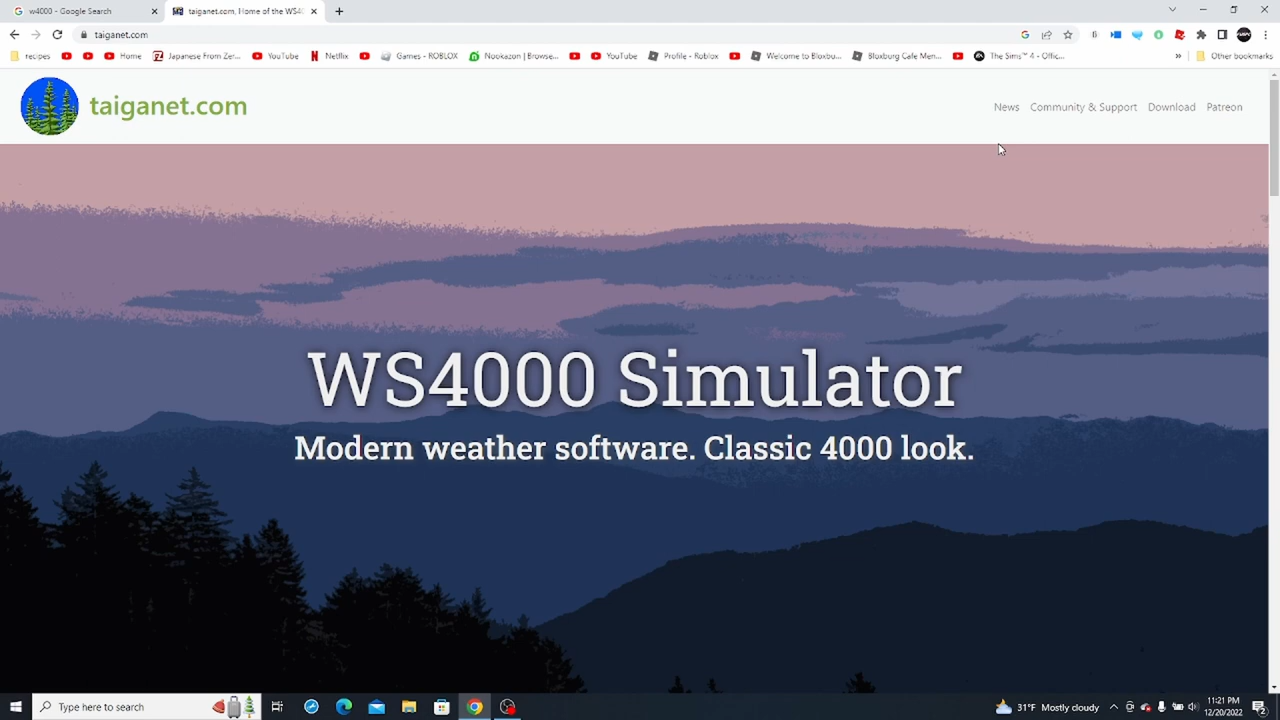 w4000 - Google Search
taiganet.com, Home of the WS40
taiganet.com
recipes
Home
Japanese From Zer...
YouTube
Netflix
Games - ROBLOX
Nookazon | Browse...
YouTube
Profile - Roblox
Welcome to Bloxbu...
Bloxburg Cafe Men...
The Sims™ 4 - Offic...
Other bookmarks
taiganet.com
News
Community & Support
Download
Patreon
WS4000 Simulator
Modern weather software. Classic 4000 look.
Type here to search
31°F Mostly cloudy
11:21 PM
12/20/2022